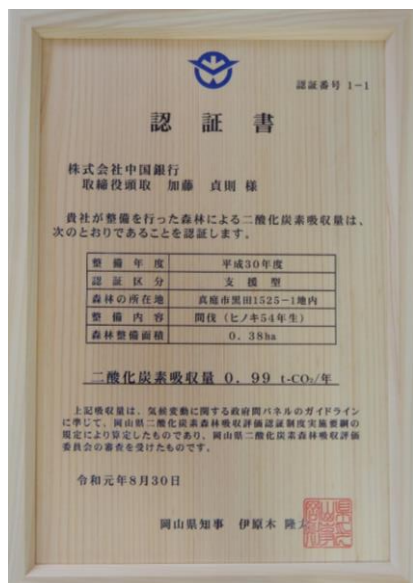 認証番号 1-1
認証書
株式会社中国銀行
取締役頭取 加藤 貞則 様
貴社が整備を行った森林による二酸化炭素吸収量は、
次のとおりであることを認証します。
整備年度 平成30年度
認証区分 支援型
森林の所在地 真庭市黒田1525-1地内
整備内容 間伐(ヒノキ54年生)
森林整備面積 0.38ha
二酸化炭素吸収量 0.99 t-CO₂/年
上記吸収量は、気候変動に関する政府間パネルのガイドライン
に準じて、岡山県二酸化炭素森林吸収評価認証制度実施要綱の
規定により算定したものであり、岡山県二酸化炭素森林吸収評価
委員会の審査を受けたものです。
令和元年8月30日
岡山県知事 伊原木 隆太